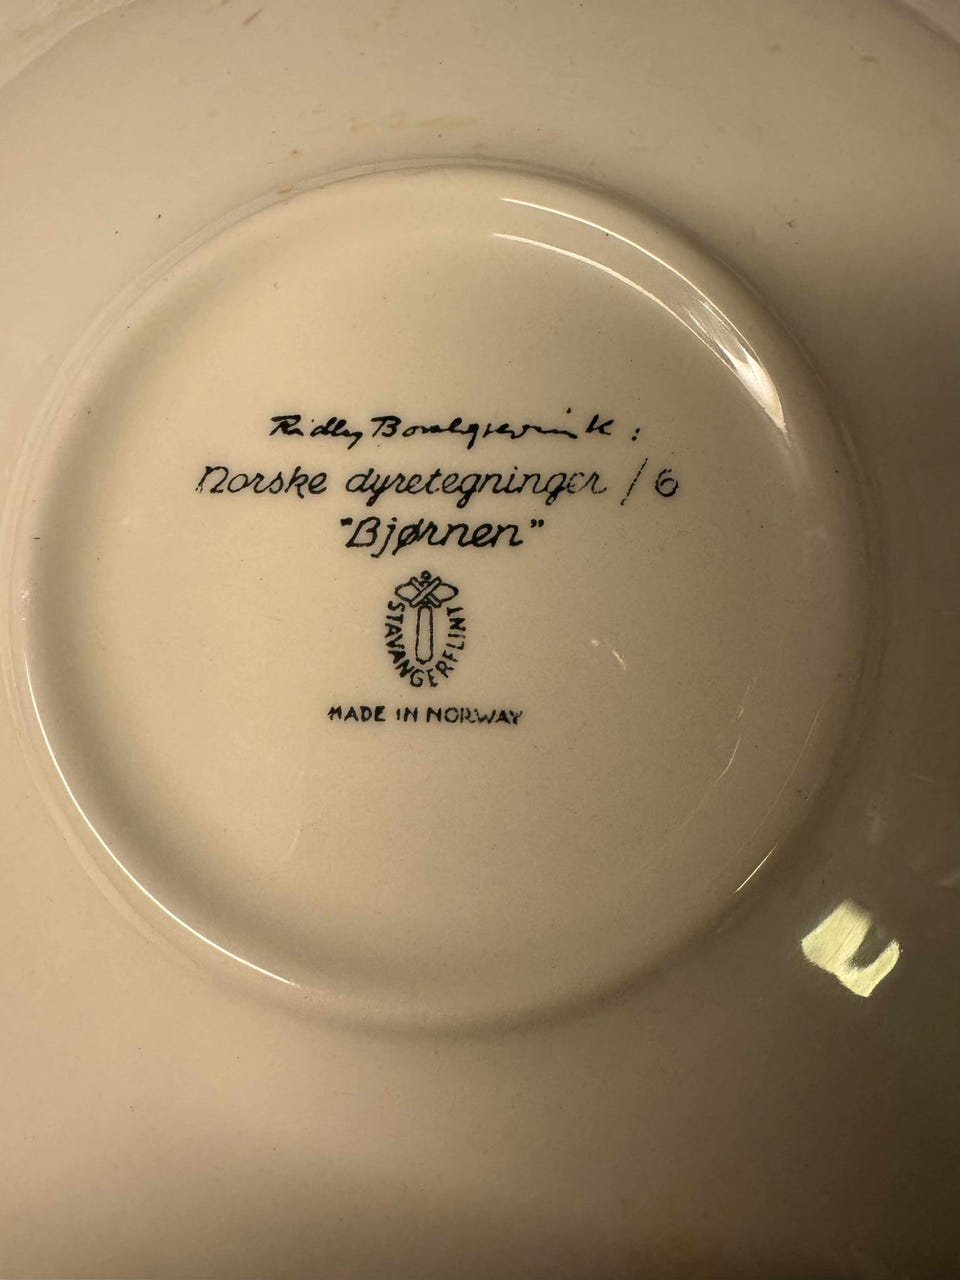 Ridley Borchgrevink:
Norske dyretegninger / 6
"Bjørnen"
STAVANGERFLINT
MADE IN NORWAY